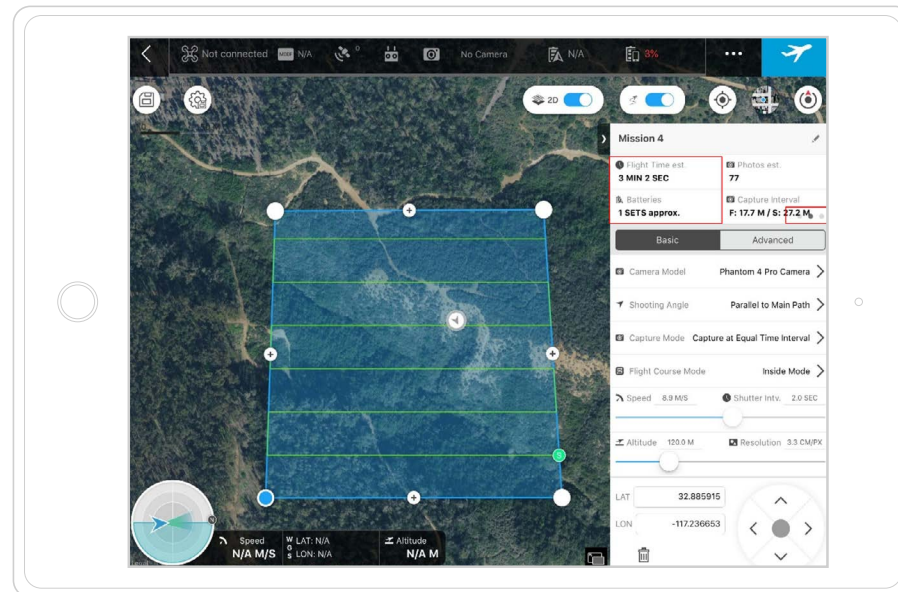 Not connected MODE N/A 0 No Camera N/A 3%
2D
Mission 4
Flight Time est.
3 MIN 2 SEC
Photos est.
77
Batteries
1 SETS approx.
Capture Interval
F: 17.7 M / S: 27.2 M
Basic Advanced
Camera Model Phantom 4 Pro Camera
Shooting Angle Parallel to Main Path
Capture Mode Capture at Equal Time Interval
Flight Course Mode Inside Mode
Speed 8.9 M/S Shutter Intv. 2.0 SEC
Altitude 120.0 M Resolution 3.3 CM/PX
LAT 32.885915
LON -117.236653
S
N
Speed
N/A M/S
W
G
S
LAT: N/A
LON: N/A
Altitude
N/A M